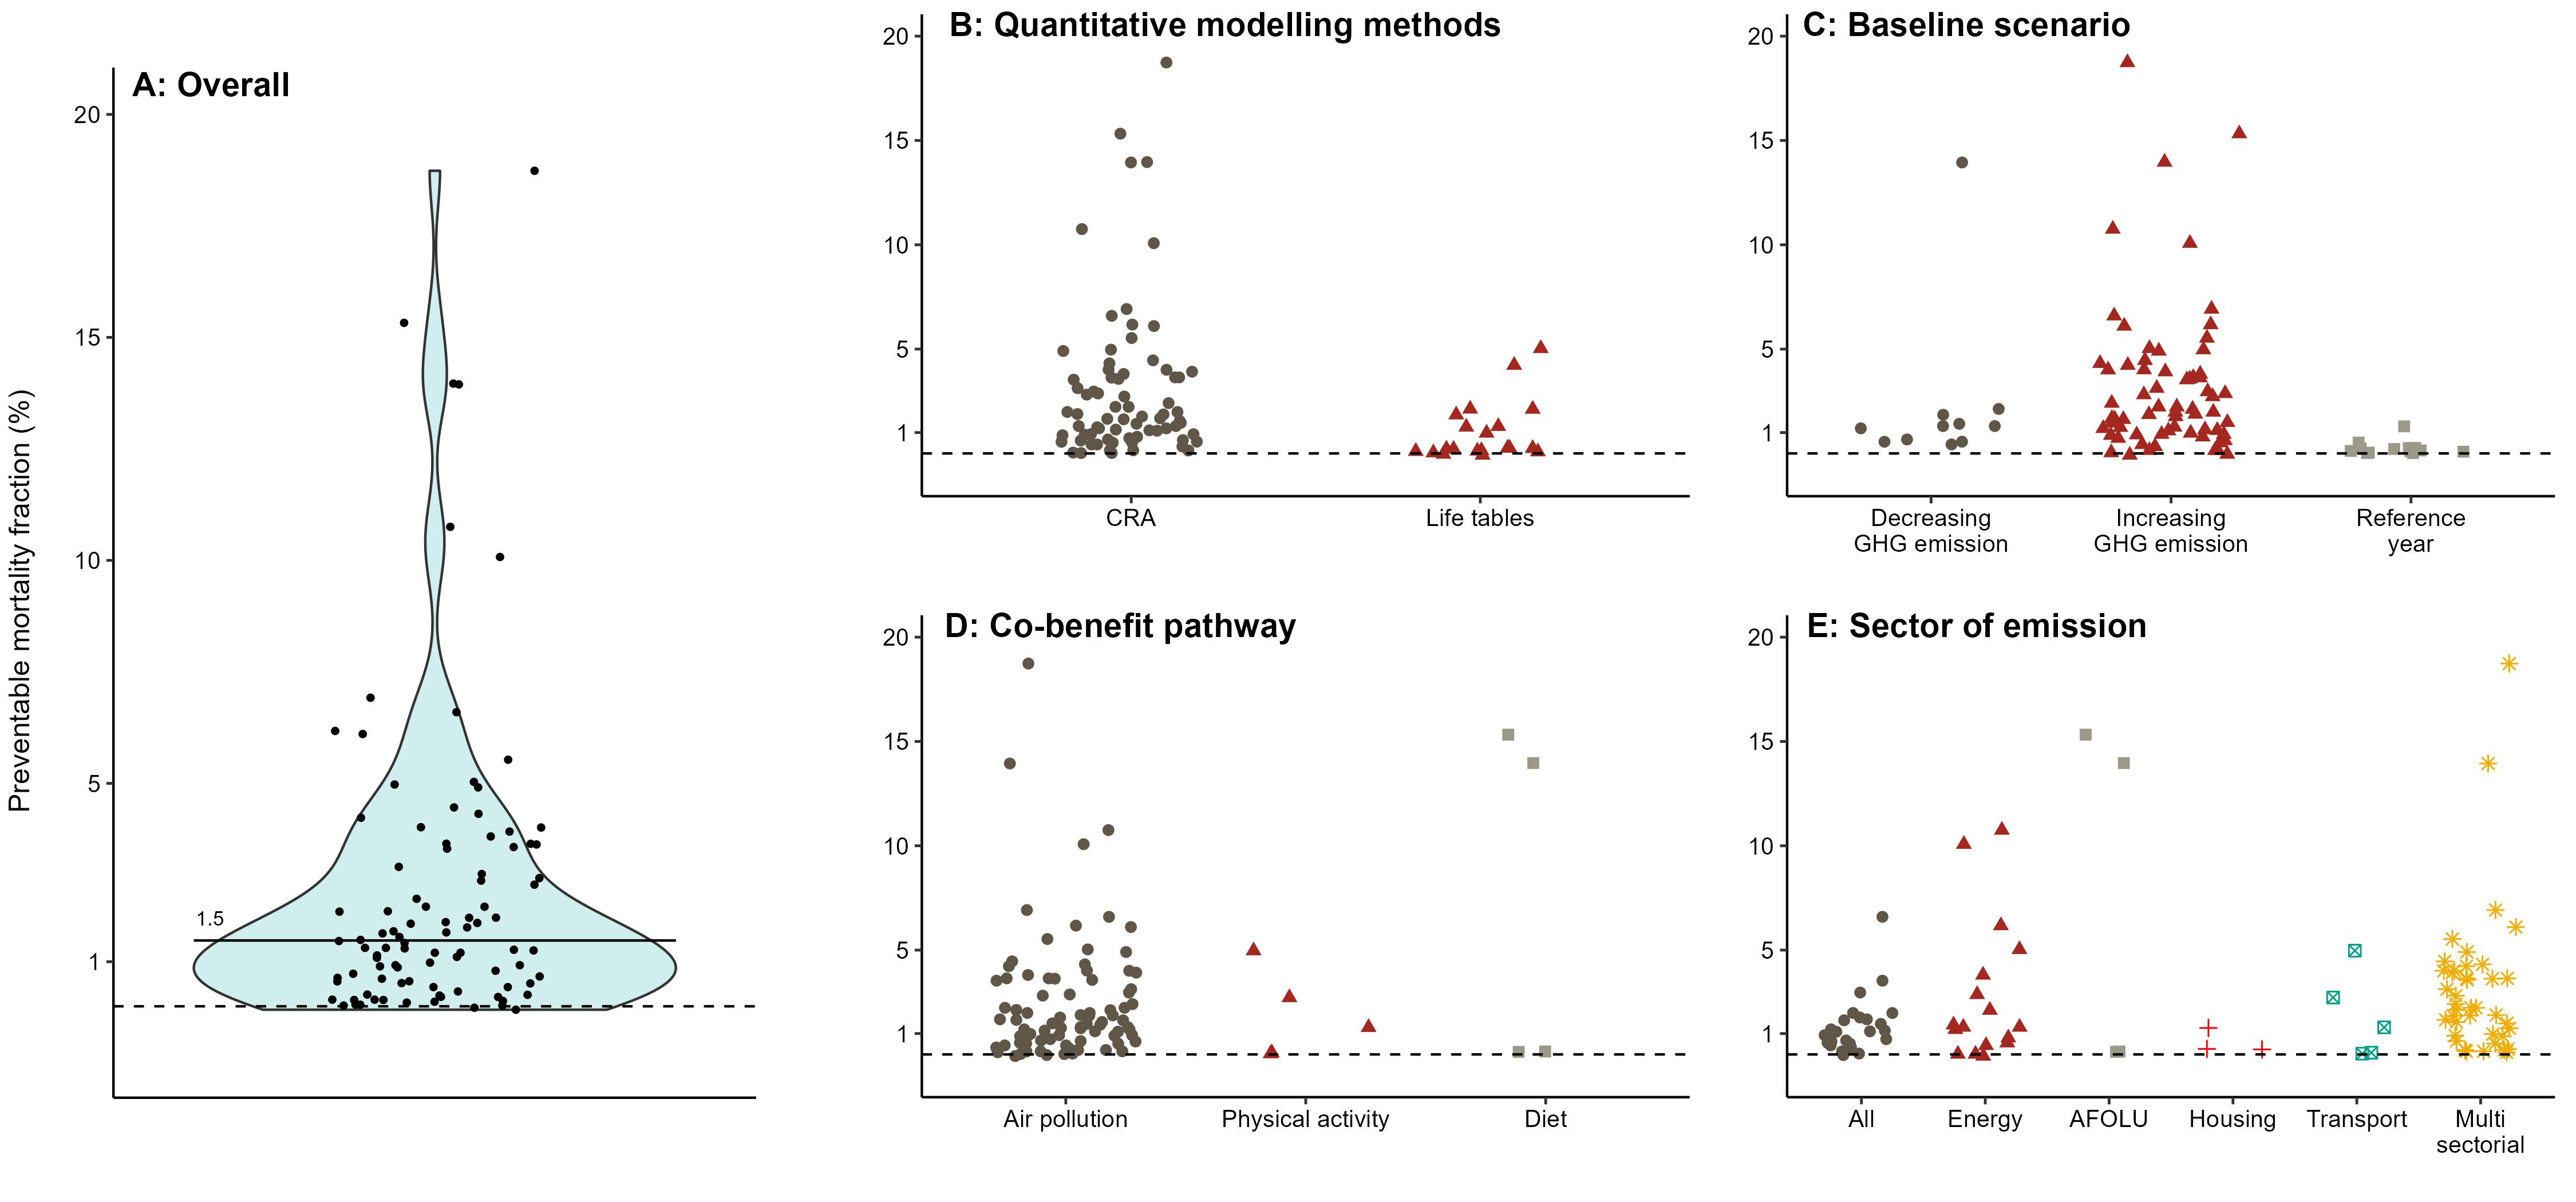 Preventable mortality fraction (%)
A: Overall
20
15
10
5
1
1.5
B: Quantitative modelling methods
20
15
10
5
1
CRA
Life tables
C: Baseline scenario
20
15
10
5
1
Decreasing
GHG emission
Increasing
GHG emission
Reference
year
D: Co-benefit pathway
20
15
10
5
1
Air pollution
Physical activity
Diet
E: Sector of emission
20
15
10
5
1
All
Energy
AFOLU
Housing
Transport
Multi
sectorial